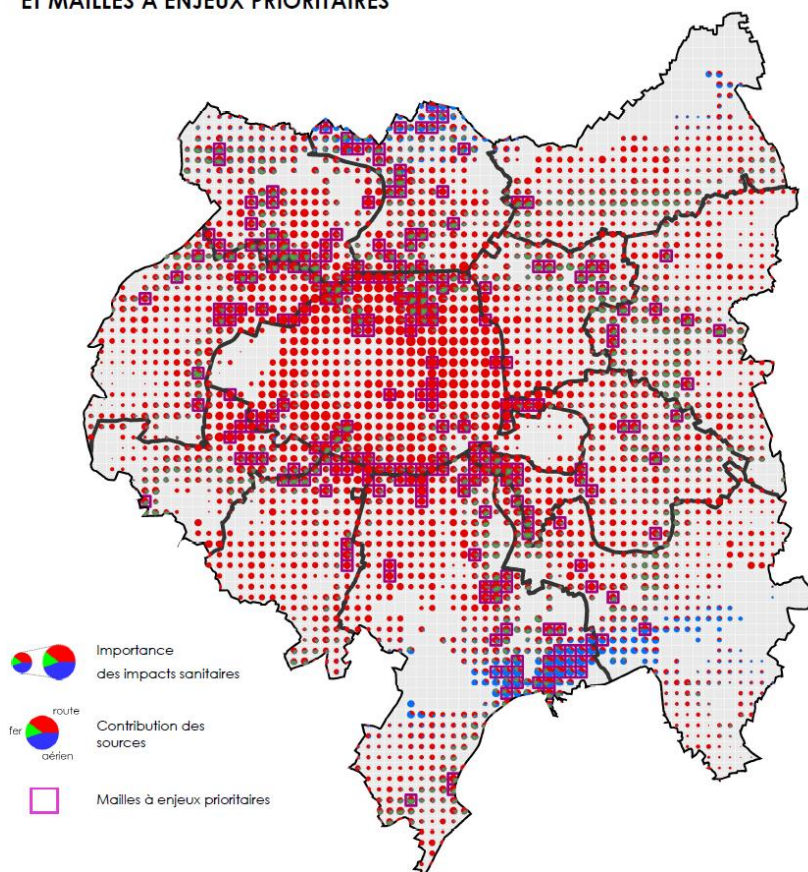 ET MAILLES À ENJEUX PRIORITAIRES
Importance
des impacts sanitaires
route
fer
aérien
Contribution des
sources
Mailles à enjeux prioritaires